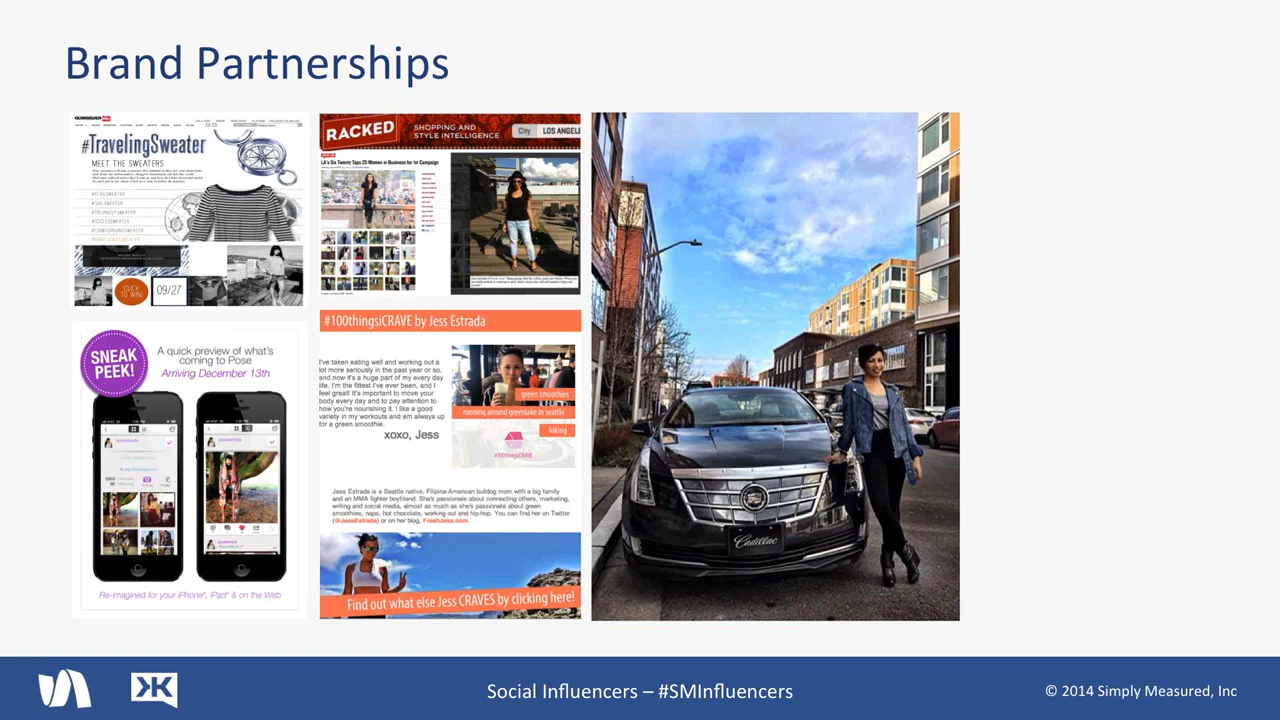 Brand Partnerships
QUIKSILVER
#TravelingSweater
MEET THE SWEATERS
CLICK
TO WIN!
09/27
RACKED
SHOPPING AND
STYLE INTELLIGENCE
City
LOS ANGELE
LA's Six Twenty Taps 25 Women in Business for 1st Campaign
SNEAK
PEEK!
A quick preview of what's
coming to Pose
Arriving December 13th
Re-imagined for your iPhone®, iPad® & on the Web
#100thingsiCRAVE by Jess Estrada
I've taken eating well and working out a
lot more seriously in the past year or so,
and now it's a huge part of my every day
life. I'm the fittest I've ever been, and I
feel great! It's important to move your
body every day and to pay attention to
how you're nourishing it. I like a good
variety in my workouts and am always up
for a green smoothie.
xoxo, Jess
green smoothies
running around greenlake in seattle
hiking
#100thingsiCRAVE
Jess Estrada is a Seattle native, Filipina-American bulldog mom with a big family
and an MMA fighter boyfriend. She's passionate about connecting others, marketing,
writing and social media, almost as much as she's passionate about green
smoothies, naps, hot chocolate, working out and hip-hop. You can find her on Twitter
(@JessEstrada) or on her blog, FreshJess.com.
Find out what else Jess CRAVES by clicking here!
Cadillac
Social Influencers – #SMInfluencers
© 2014 Simply Measured, Inc